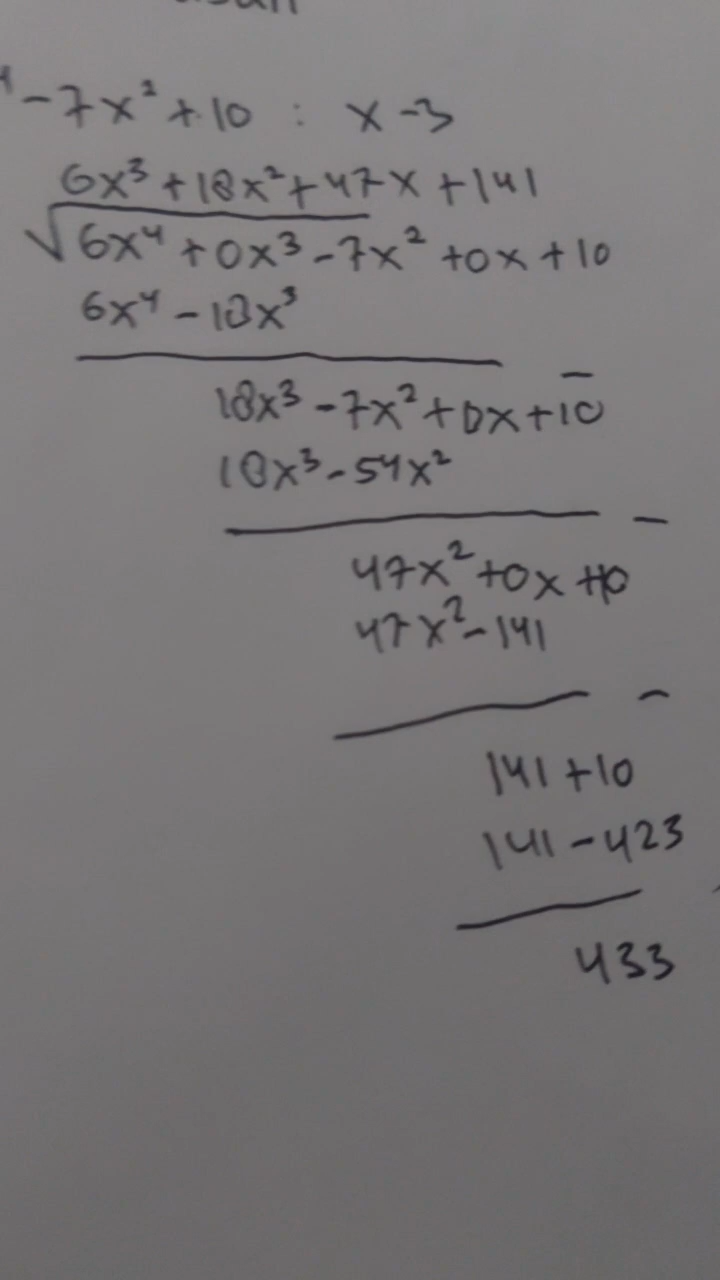 -7x² + 10 : x-3
6x³ + 18x² + 47x + 141
√6x⁴ + 0x³ - 7x² + 0x + 10
6x⁴ - 18x³
18x³ - 7x² + 0x + 10
18x³ - 54x²
47x² + 0x + 10
47x² - 141
141 + 10
141 - 423
433